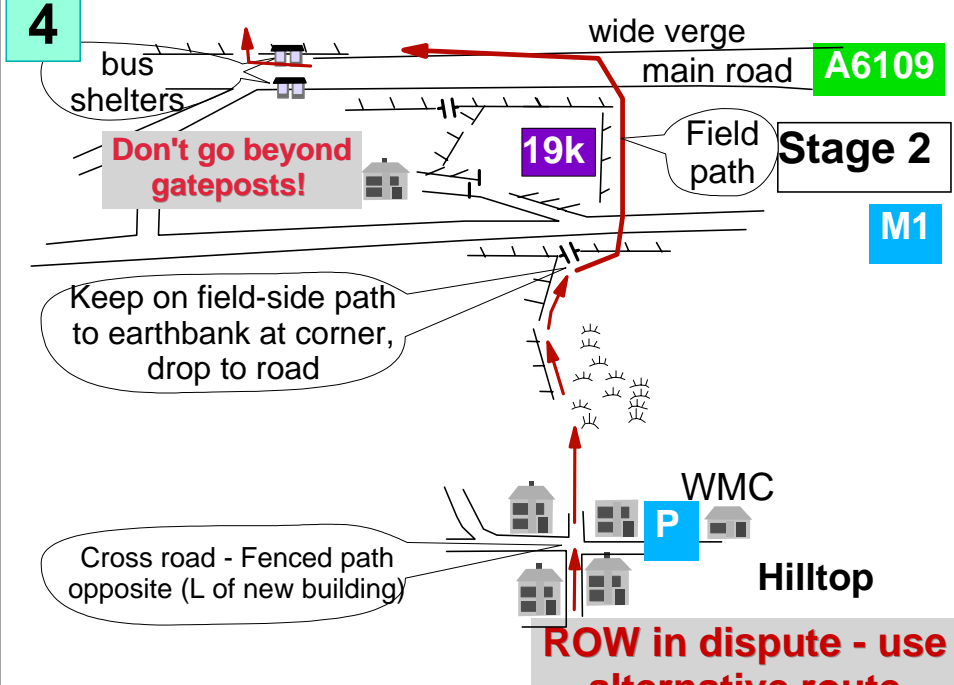 4
wide verge
bus
shelters
main road
A6109
Don't go beyond
gateposts!
19k
Field
path
Stage 2
M1
Keep on field-side path
to earthbank at corner,
drop to road
WMC
P
Cross road - Fenced path
opposite (L of new building)
Hilltop
ROW in dispute - use
alternative route